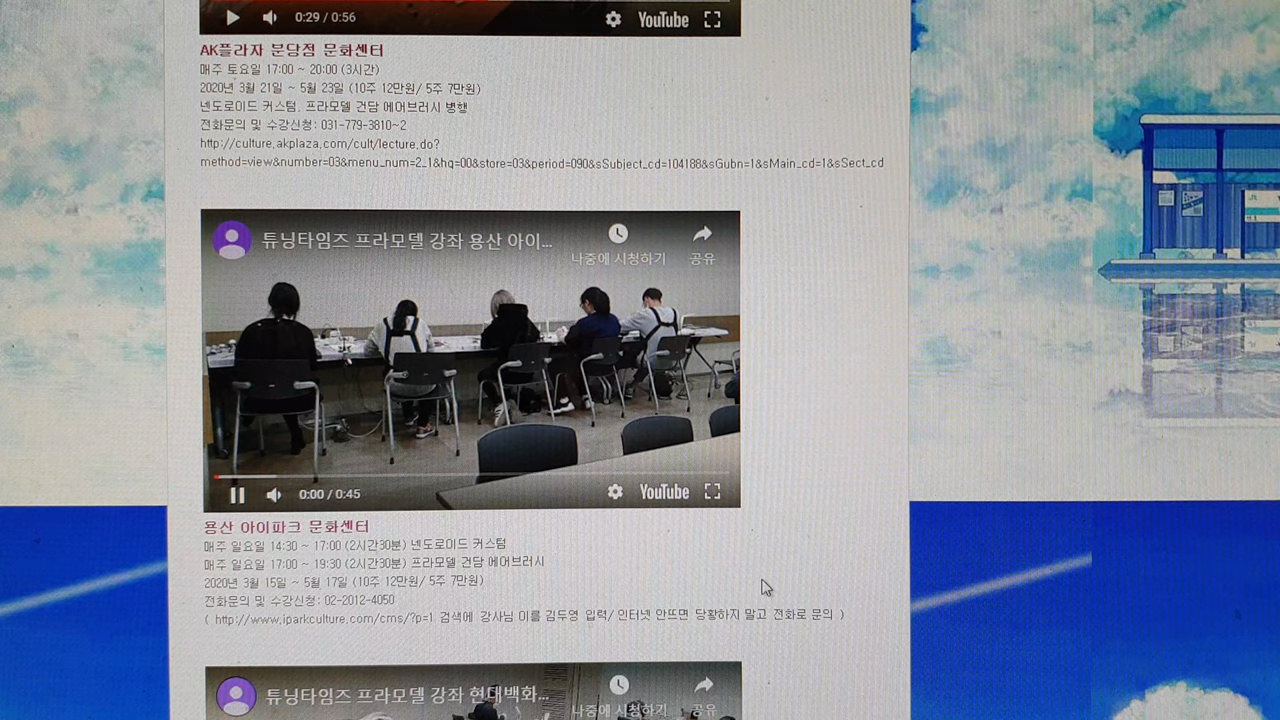 0:29 / 0:56
YouTube
AK플라자 분당점 문화센터
매주 토요일 17:00 ~ 20:00 (3시간)
2020년 3월 21일 ~ 5월 23일 (10주 12만원/ 5주 7만원)
넨도로이드 커스텀, 프라모델 건담 에어브러시 병행
전화문의 및 수강신청: 031-779-3810~2
http://culture.akplaza.com/cult/lecture.do?
method=view&number=03&menu_num=2_1&hq=00&store=03&period=090&sSubject_cd=104188&sGubn=1&sMain_cd=1&sSect_cd
튜닝타임즈 프라모델 강좌 용산 아이...
나중에 시청하기
공유
0:00 / 0:45
YouTube
용산 아이파크 문화센터
매주 일요일 14:30 ~ 17:00 (2시간30분) 넨도로이드 커스텀
매주 일요일 17:00 ~ 19:30 (2시간30분) 프라모델 건담 에어브러시
2020년 3월 15일 ~ 5월 17일 (10주 12만원/ 5주 7만원)
전화문의 및 수강신청: 02-2012-4050
( http://www.iparkculture.com/cms/?p=1 검색에 강사님 이를 김두영 입력/ 인터넷 안뜨면 당황하지 말고 전화로 문의 )
튜닝타임즈 프라모델 강좌 현대백화...
나중에 시청하기
공유